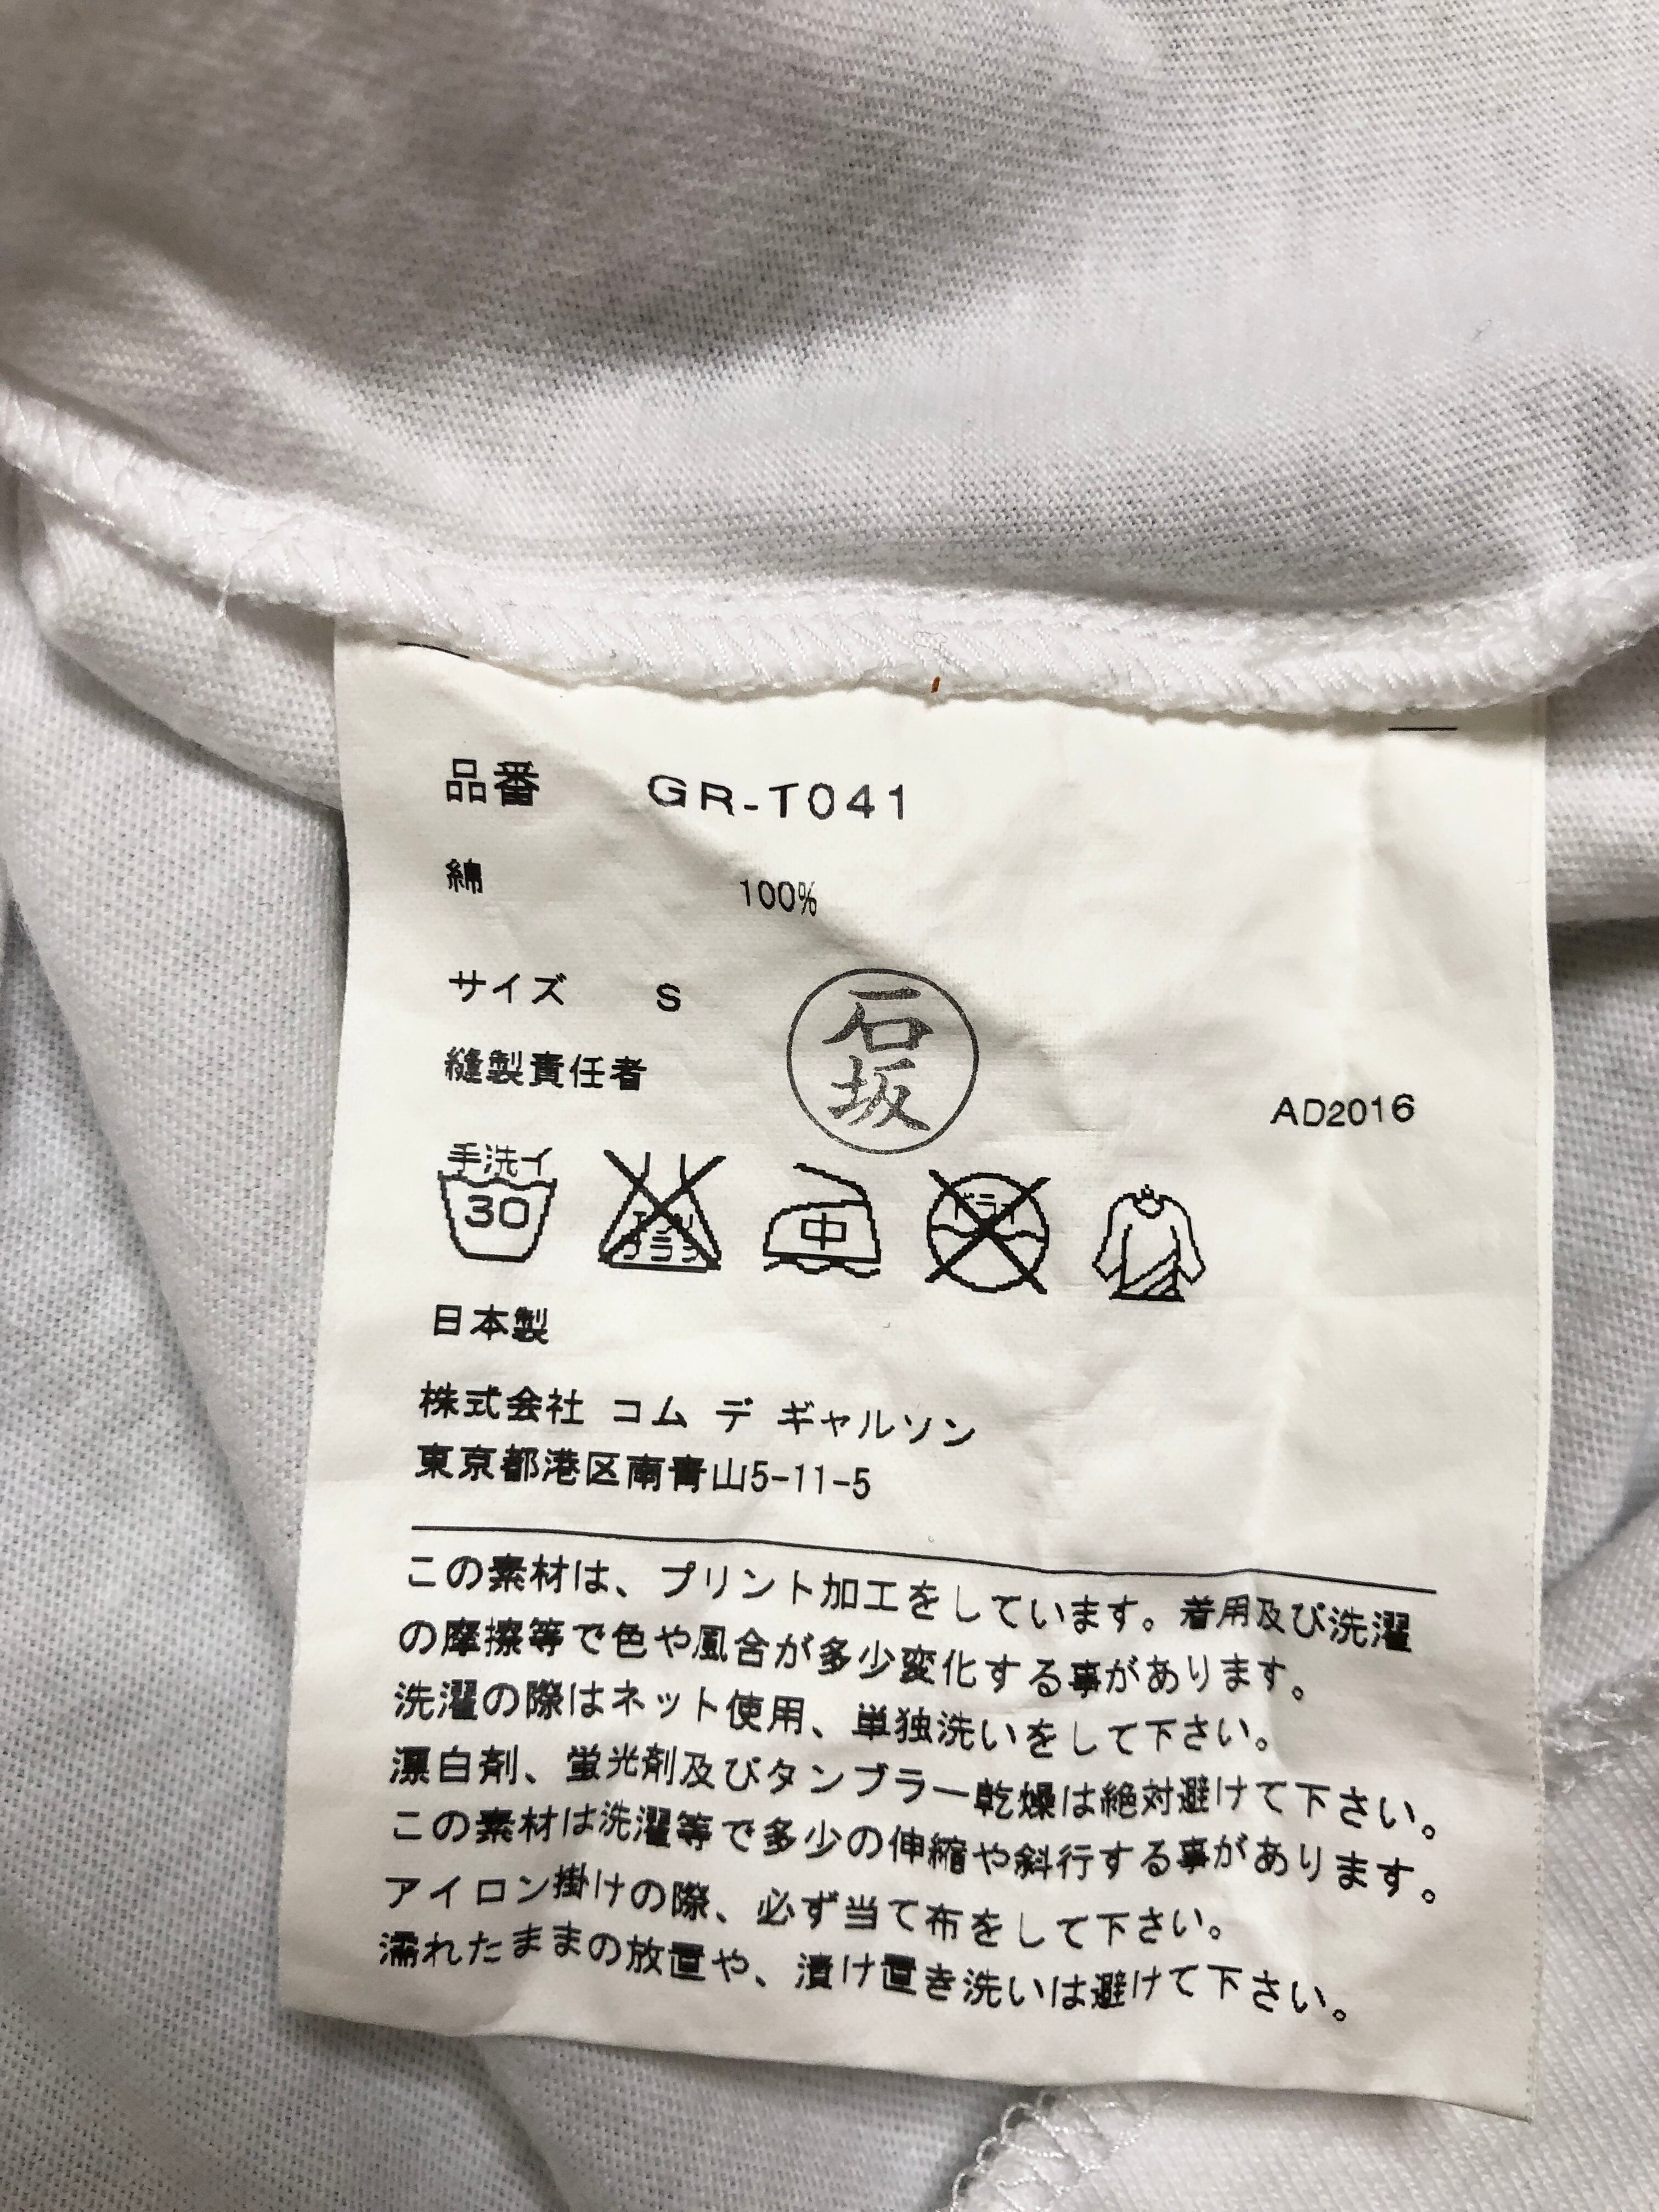 品番 GR-T041
綿 100%
サイズ S
石坂
縫製責任者
AD2016
手洗イ
30
エンソ
サラシ
中
ドライ
日本製
株式会社 コム デ ギャルソン
東京都港区南青山5-11-5
この素材は、プリント加工をしています。着用及び洗濯
の摩擦等で色や風合が多少変化する事があります。
洗濯の際はネット使用、単独洗いをして下さい。
漂白剤、蛍光剤及びタンブラー乾燥は絶対避けて下さい。
この素材は洗濯等で多少の伸縮や斜行する事があります。
アイロン掛けの際、必ず当て布をして下さい。
濡れたままの放置や、漬け置き洗いは避けて下さい。